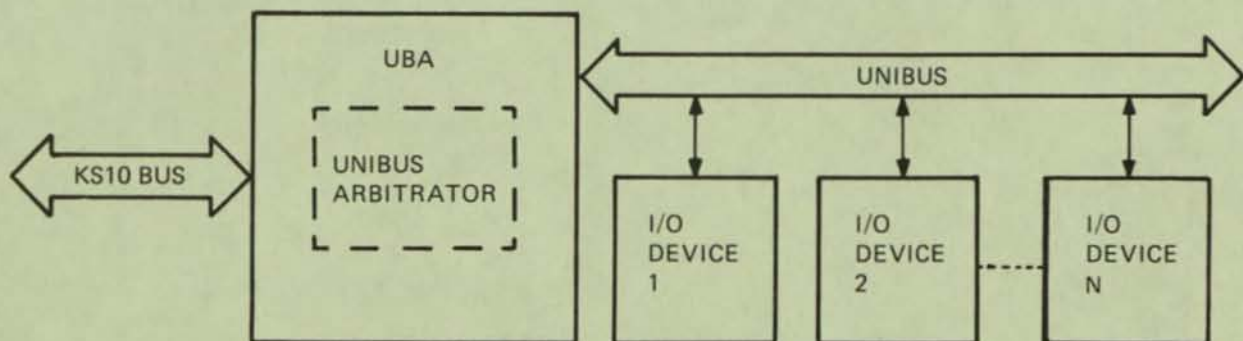 UBA
UNIBUS
KS10 BUS
UNIBUS
ARBITRATOR
I/O
DEVICE
1
I/O
DEVICE
2
I/O
DEVICE
N